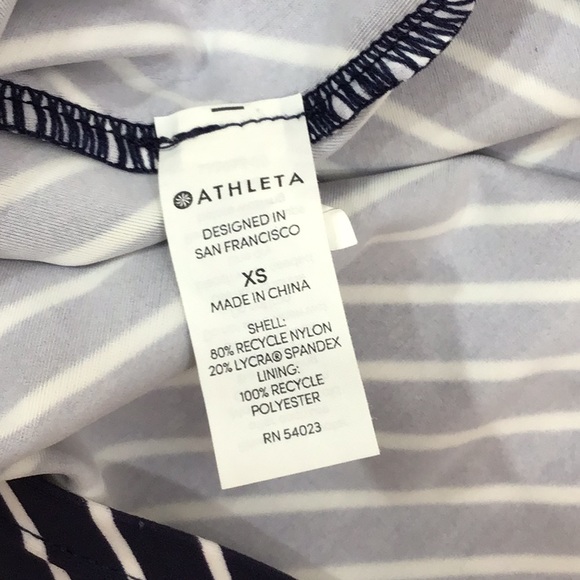 ATHLETA
DESIGNED IN
SAN FRANCISCO
XS
MADE IN CHINA
SHELL:
80% RECYCLE NYLON
20% LYCRA® SPANDEX
LINING:
100% RECYCLE
POLYESTER
RN 54023